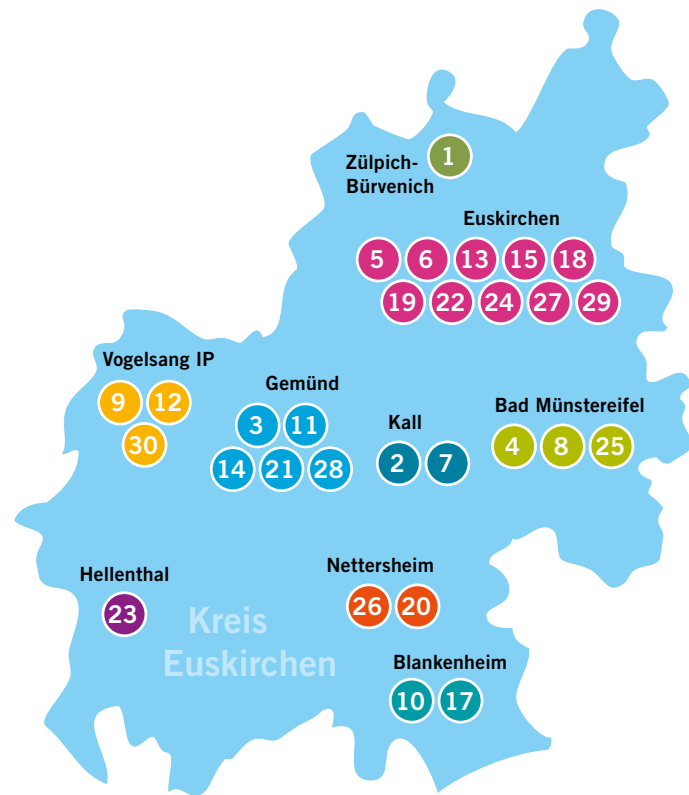 Zülpich-
Bürvenich
1
Euskirchen
5 6 13 15 18
19 22 24 27 29
Vogelsang IP
9 12
30
Gemünd
3 11
14 21 28
Kall
2 7
Bad Münstereifel
4 8 25
Hellenthal
23
Nettersheim
26 20
Kreis
Euskirchen
Blankenheim
10 17